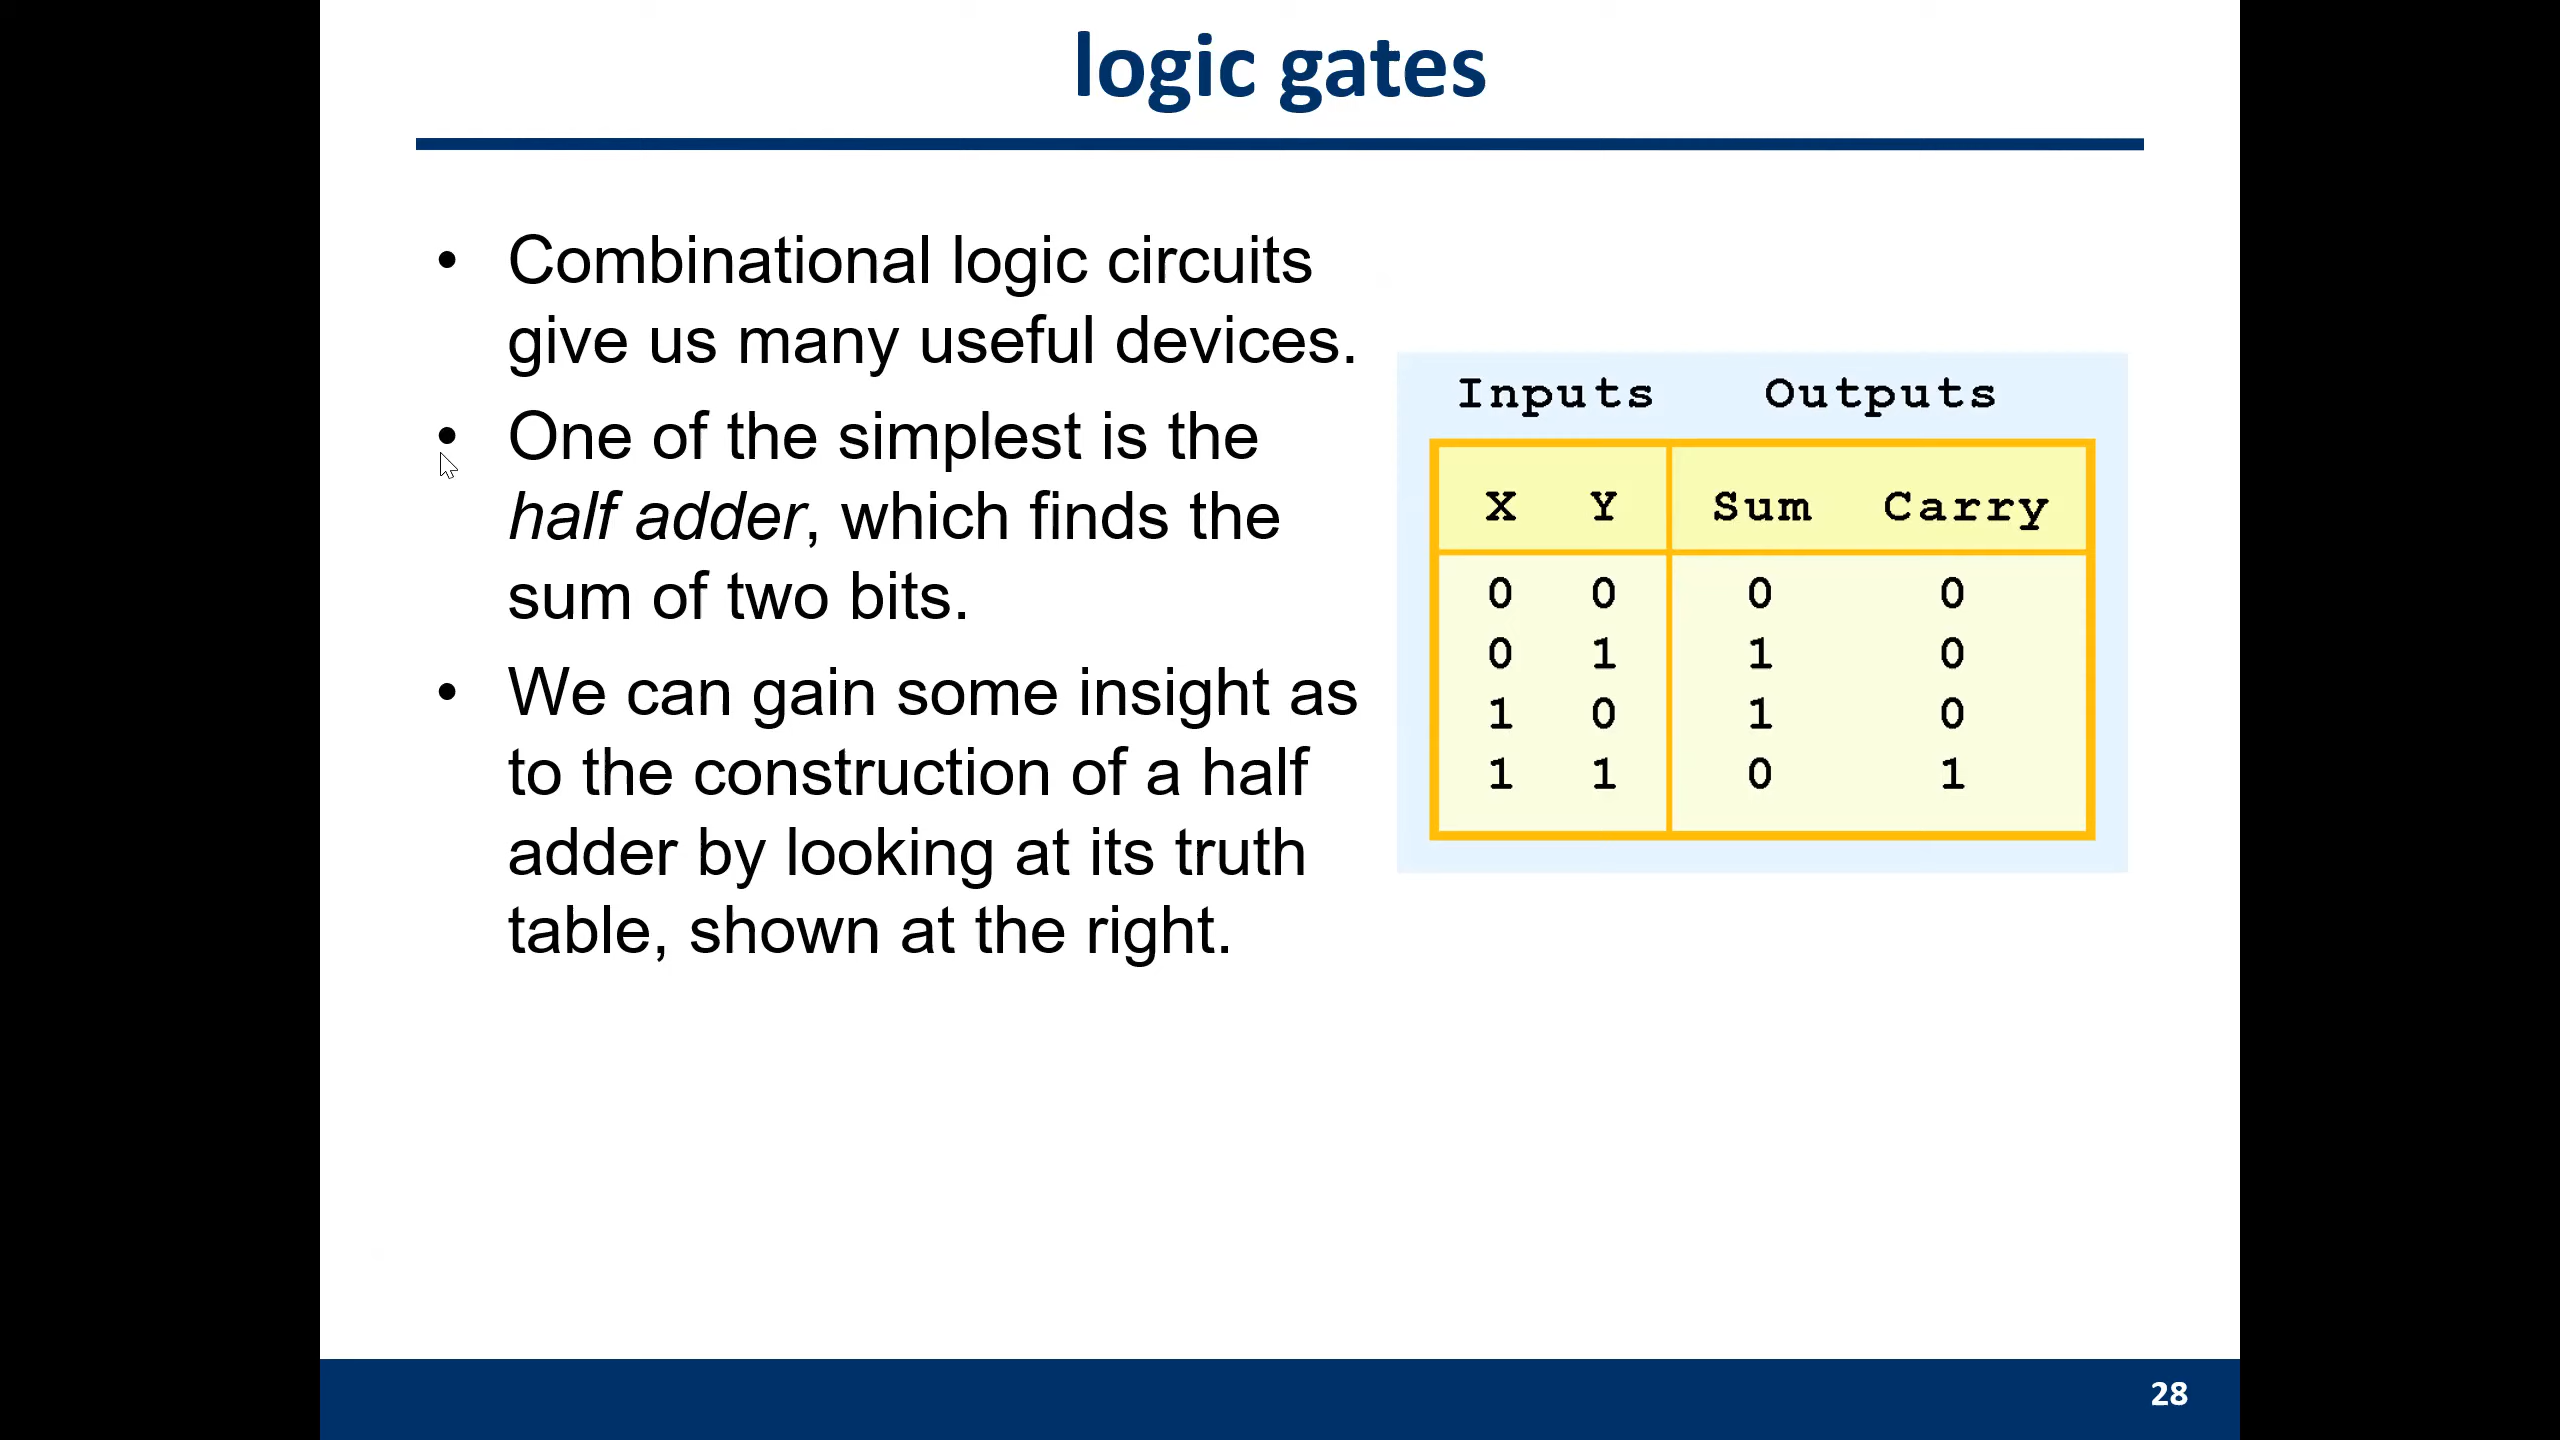 logic gates
• Combinational logic circuits
give us many useful devices.
• One of the simplest is the
half adder, which finds the
sum of two bits.
• We can gain some insight as
to the construction of a half
adder by looking at its truth
table, shown at the right.
Inputs Outputs
X Y Sum Carry
0 0 0 0
0 1 1 0
1 0 1 0
1 1 0 1
28